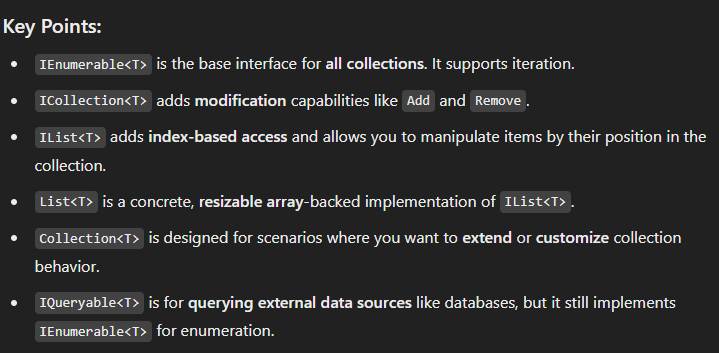 Key Points:
• IEnumerable<T> is the base interface for all collections. It supports iteration.
• ICollection<T> adds modification capabilities like Add and Remove.
• IList<T> adds index-based access and allows you to manipulate items by their position in the
collection.
• List<T> is a concrete, resizable array-backed implementation of IList<T>.
• Collection<T> is designed for scenarios where you want to extend or customize collection
behavior.
• IQueryable<T> is for querying external data sources like databases, but it still implements
IEnumerable<T> for enumeration.